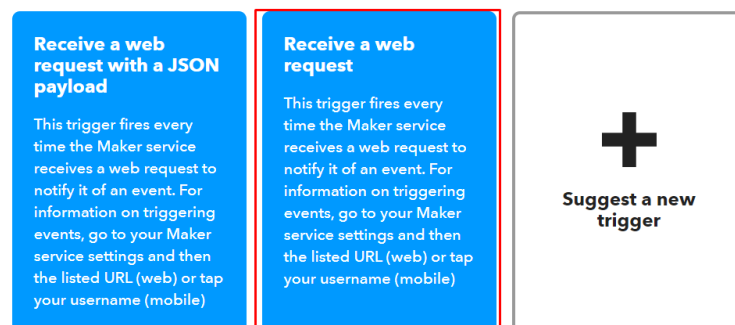 Receive a web
request with a JSON
payload
This trigger fires every
time the Maker service
receives a web request to
notify it of an event. For
information on triggering
events, go to your Maker
service settings and then
the listed URL (web) or tap
your username (mobile)
Receive a web
request
This trigger fires every
time the Maker service
receives a web request to
notify it of an event. For
information on triggering
events, go to your Maker
service settings and then
the listed URL (web) or tap
your username (mobile)
Suggest a new
trigger